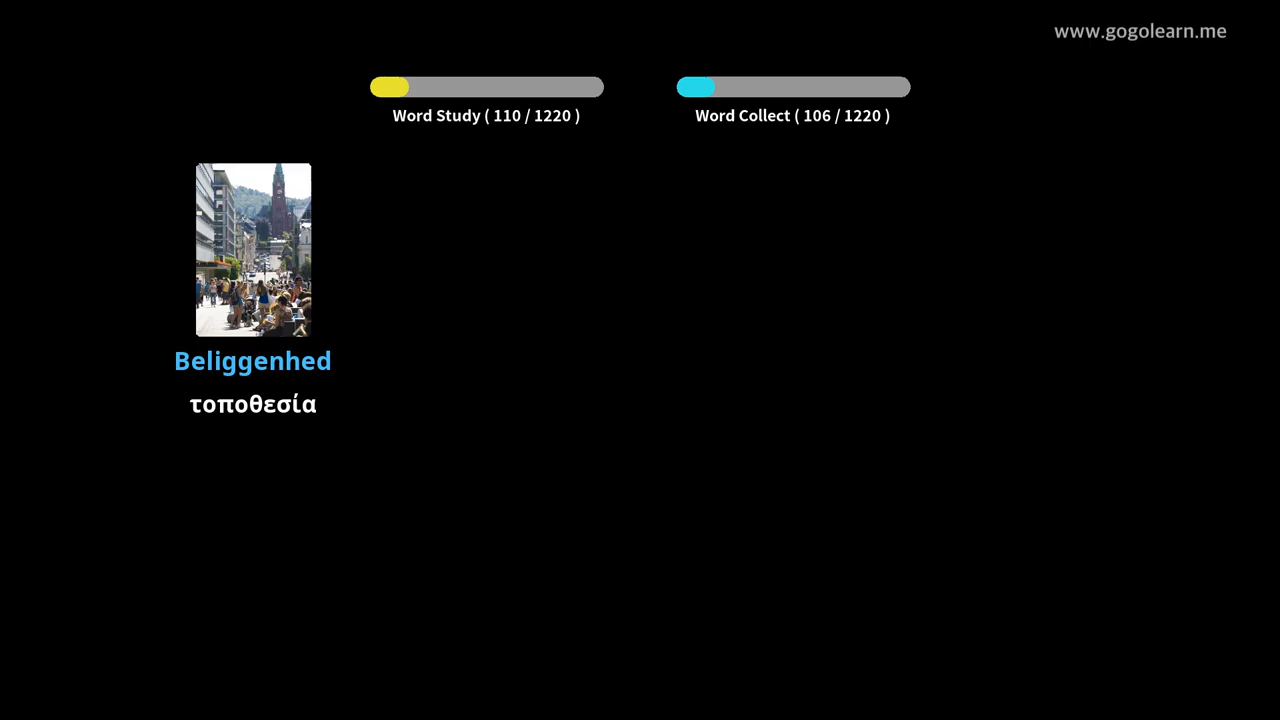 www.gogolearn.me
Word Study ( 110 / 1220 )
Word Collect ( 106 / 1220 )
Beliggenhed
τοποθεσία